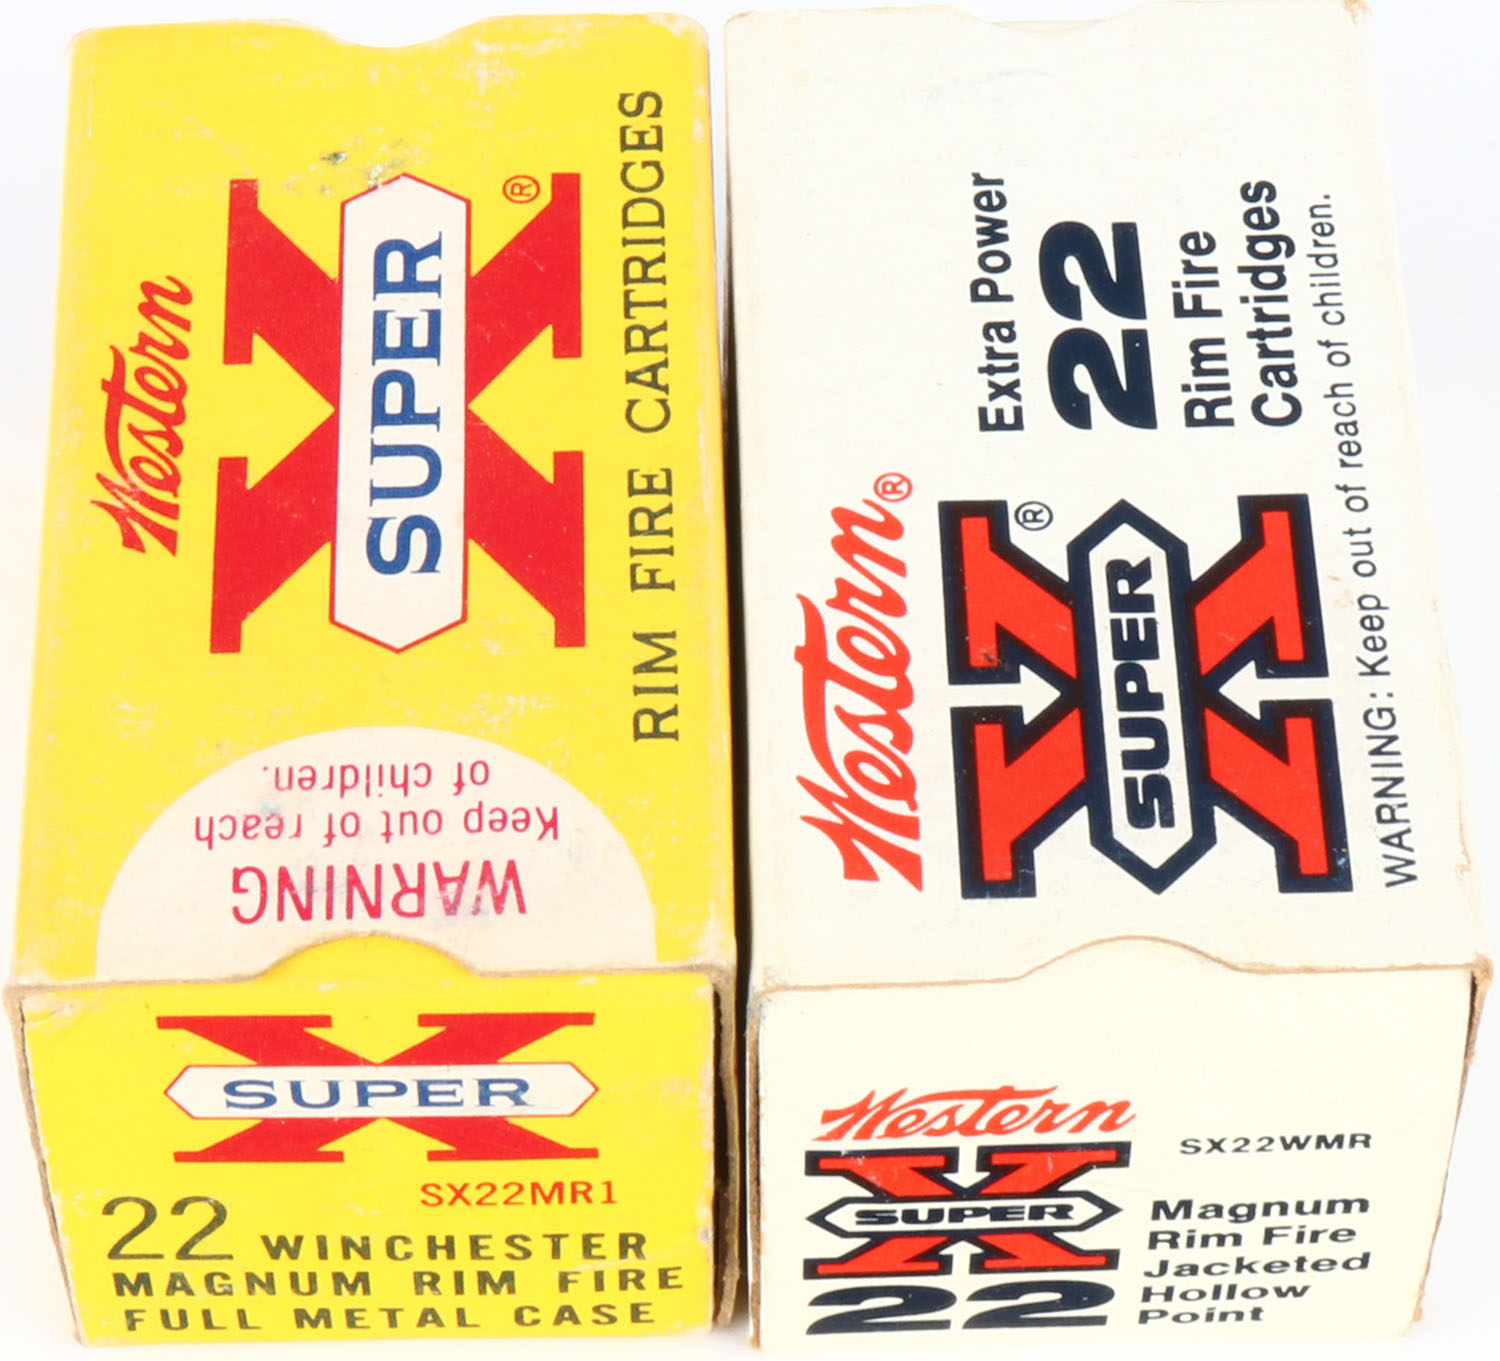 Western
SUPER X ®
RIM FIRE CARTRIDGES
WARNING
Keep out of reach
of children.
SUPER X
SX22MR1
22 WINCHESTER
MAGNUM RIM FIRE
FULL METAL CASE
Western®
SUPER X ®
Extra Power
22
Rim Fire
Cartridges
WARNING: Keep out of reach of children.
Western
SUPER X
22
SX22WMR
Magnum
Rim Fire
Jacketed
Hollow
Point